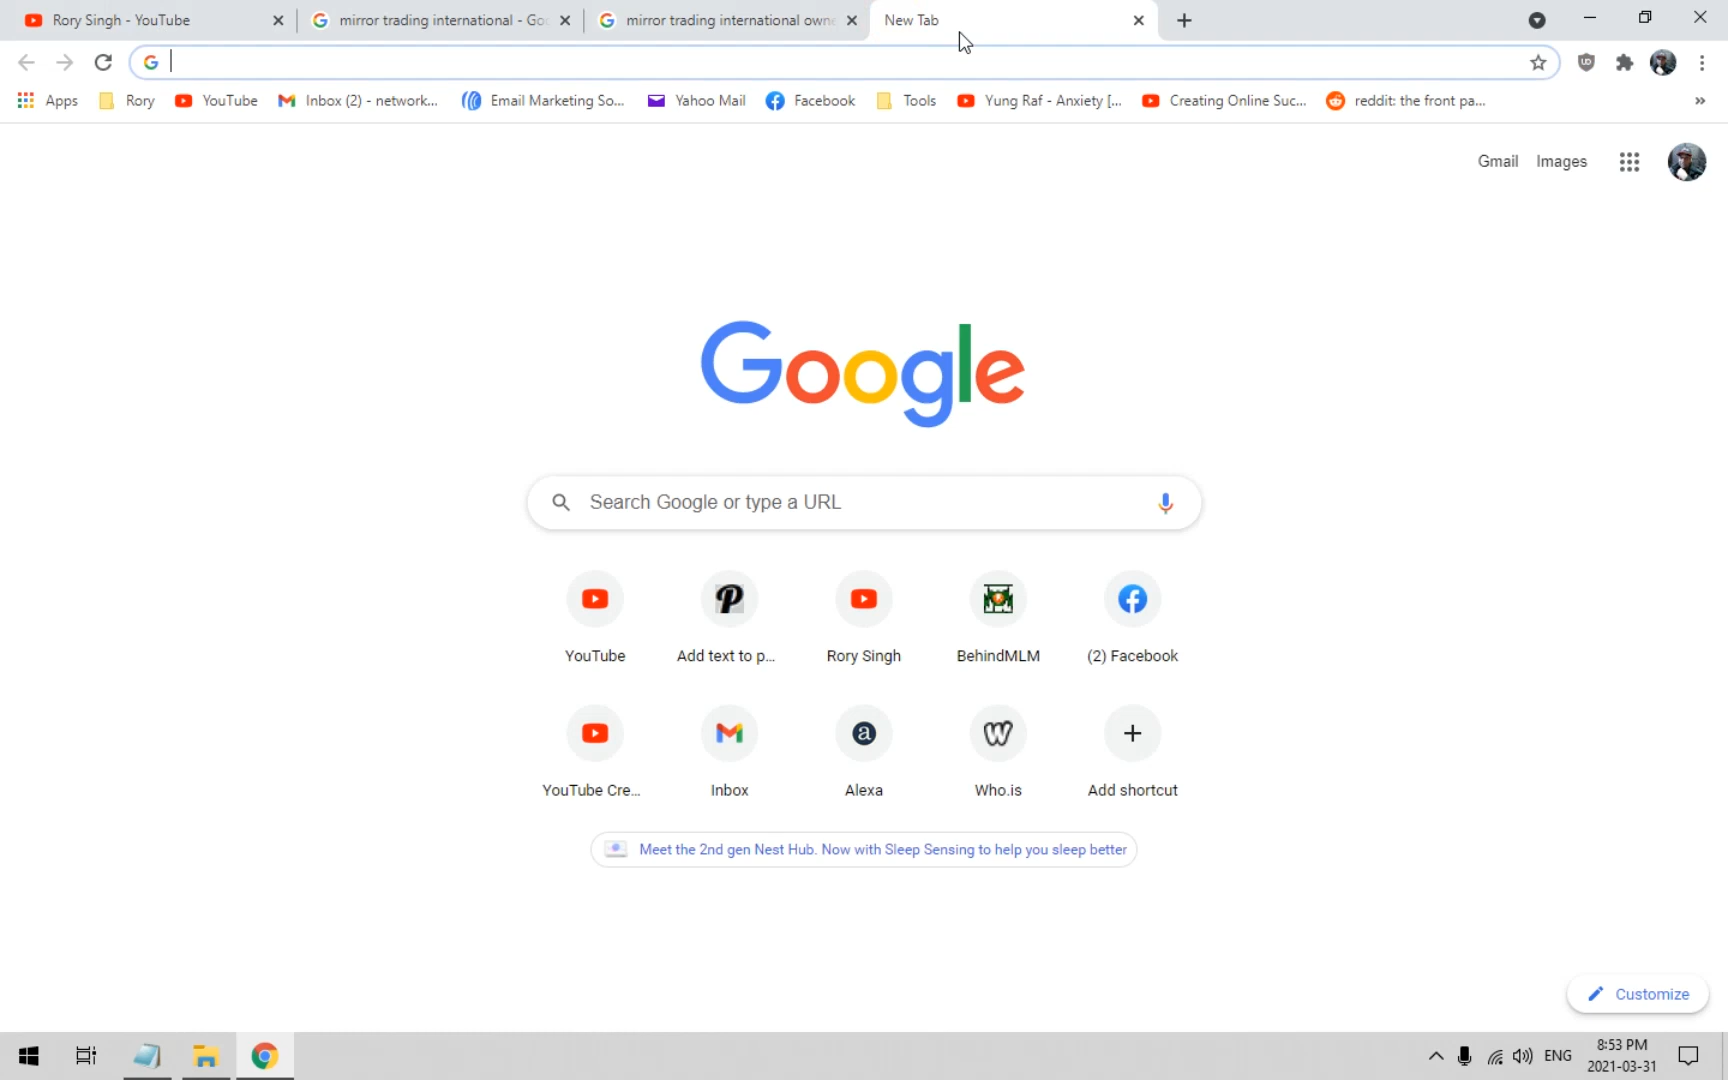 Rory Singh - YouTube
mirror trading international - Goo
mirror trading international owne
New Tab
Apps
Rory
YouTube
Inbox (2) - network...
Email Marketing So...
Yahoo Mail
Facebook
Tools
Yung Raf - Anxiety [...
Creating Online Suc...
reddit: the front pa...
»
Gmail
Images
Google
Search Google or type a URL
YouTube
Add text to p...
Rory Singh
BehindMLM
(2) Facebook
YouTube Cre...
Inbox
Alexa
Who.is
Add shortcut
Meet the 2nd gen Nest Hub. Now with Sleep Sensing to help you sleep better
Customize
ENG
8:53 PM
2021-03-31